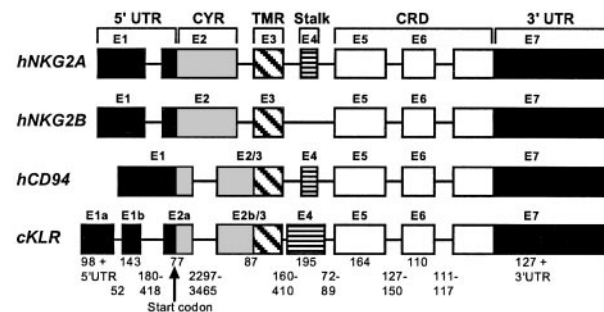 5' UTR CYR TMR Stalk CRD 3' UTR
E1 E2 E3 E4 E5 E6 E7
hNKG2A
E1 E2 E3 E5 E6 E7
hNKG2B
E1 E2/3 E4 E5 E6 E7
hCD94
E1a E1b E2a E2b/3 E4 E5 E6 E7
cKLR
98 + 143 77 87 195 164 110 127 +
5'UTR 180- 2297- 160- 72- 127- 111- 3'UTR
52 418 3465 410 89 150 117
Start codon